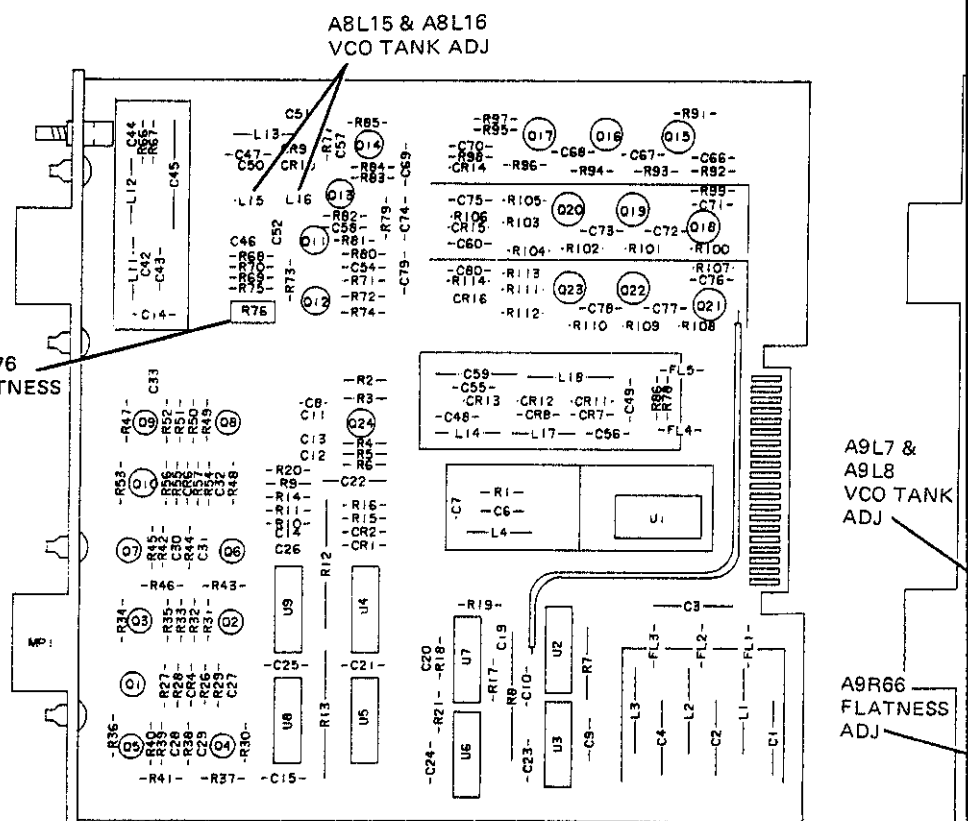 A8L15 & A8L16
VCO TANK ADJ
76
TNESS
A9L7 &
A9L8
VCO TANK
ADJ
A9R66
FLATNESS
ADJ
C44
R66
R67
L12
C45
L11
C42
C43
C14
C51
R85
L13
CR9
R77
C57
Q14
C47
C50
CR10
R84
R83
C69
L15
L16
Q13
R82
C58
R79
C74
C52
Q11
R81
C46
R68
R70
R69
R75
R73
R80
C54
R71
C79
R76
Q12
R72
R74
R97
R95
Q17
Q16
Q15
R91
C70
R98
CR14
R96
C68
R94
C67
R93
C66
R92
R99
C71
C75
R106
CR15
C60
R105
R103
R104
Q20
C73
R102
Q19
R101
C72
Q18
R100
R107
C76
C80
R114
CR16
R113
R111
R112
Q23
C78
R110
Q22
R109
C77
Q21
R108
C33
R47
Q9
R52
R51
R50
R49
Q8
R2
R3
C8
C11
Q24
C13
C12
R4
R5
R6
C59
C55
CR13
C48
L14
L18
CR12
CR11
CR8
CR7
L17
C56
C49
R86
R78
FL5
FL4
R53
Q10
R56
R55
CR6
R57
R54
C32
R48
R20
R9
R14
R11
R10
C14
C26
C22
R16
R15
CR2
CR1
R12
C7
R1
C6
L4
U1
Q7
R45
R42
C30
R44
C31
Q6
R46
R43
U9
U4
R34
Q3
R35
R33
R32
R31
Q2
MP1
C25
C21
Q1
R27
R28
CR4
R26
R29
C27
U8
R13
U5
R36
Q5
R40
R39
C28
R38
C29
Q4
R30
R41
R37
C15
R19
C20
R18
U7
C19
R17
R8
C10
U2
R7
R21
C24
U6
C23
U3
C9
C3
FL3
FL2
FL1
L3
C4
L2
C2
L1
C1